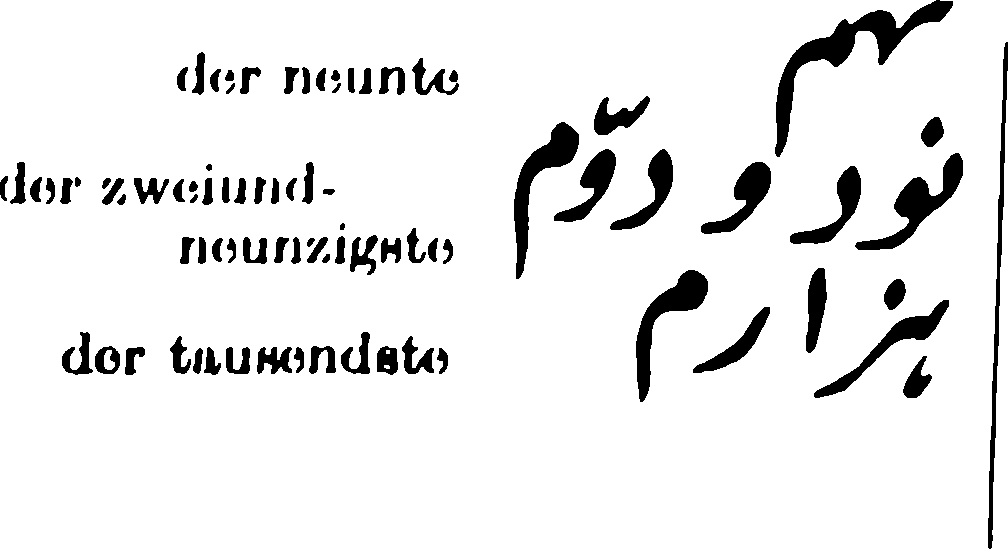 der neunte نهم
der zweiund-
neunzigste نود و دوّم
der tausendste هزارم